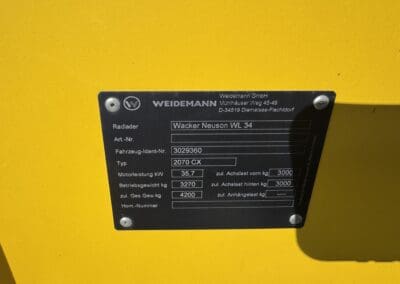 W WEIDEMANN
Weidemann GmbH
Mühlhäuser Weg 45-49
D-34519 Diemelsee-Flechtdorf
Radlader Wacker Neuson WL 34
Art.-Nr.
Fahrzeug-Ident-Nr. 3029360
Typ 2070 CX
Motorleistung KW 35,7 zul. Achslast vorn kg 3000
Betriebsgewicht kg 3270 zul. Achslast hinten kg 3000
zul. Ges Gew kg 4200 zul. Anhängelast kg ----
Hom.-Nummer